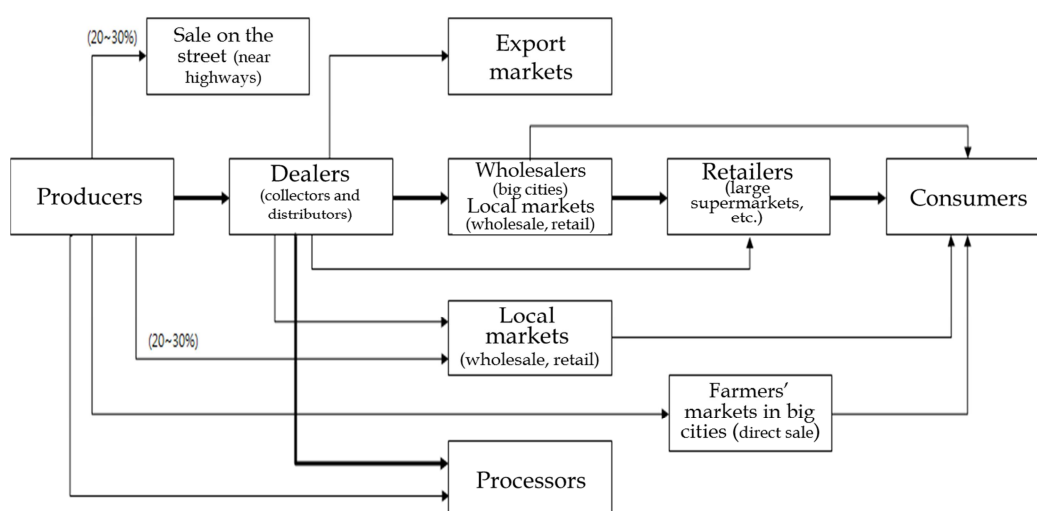 (20~30%)
Sale on the
street (near
highways)
Export
markets
Producers
Dealers
(collectors and
distributors)
Wholesalers
(big cities)
Local markets
(wholesale, retail)
Retailers
(large
supermarkets,
etc.)
Consumers
(20~30%)
Local
markets
(wholesale, retail)
Farmers’
markets in big
cities (direct sale)
Processors